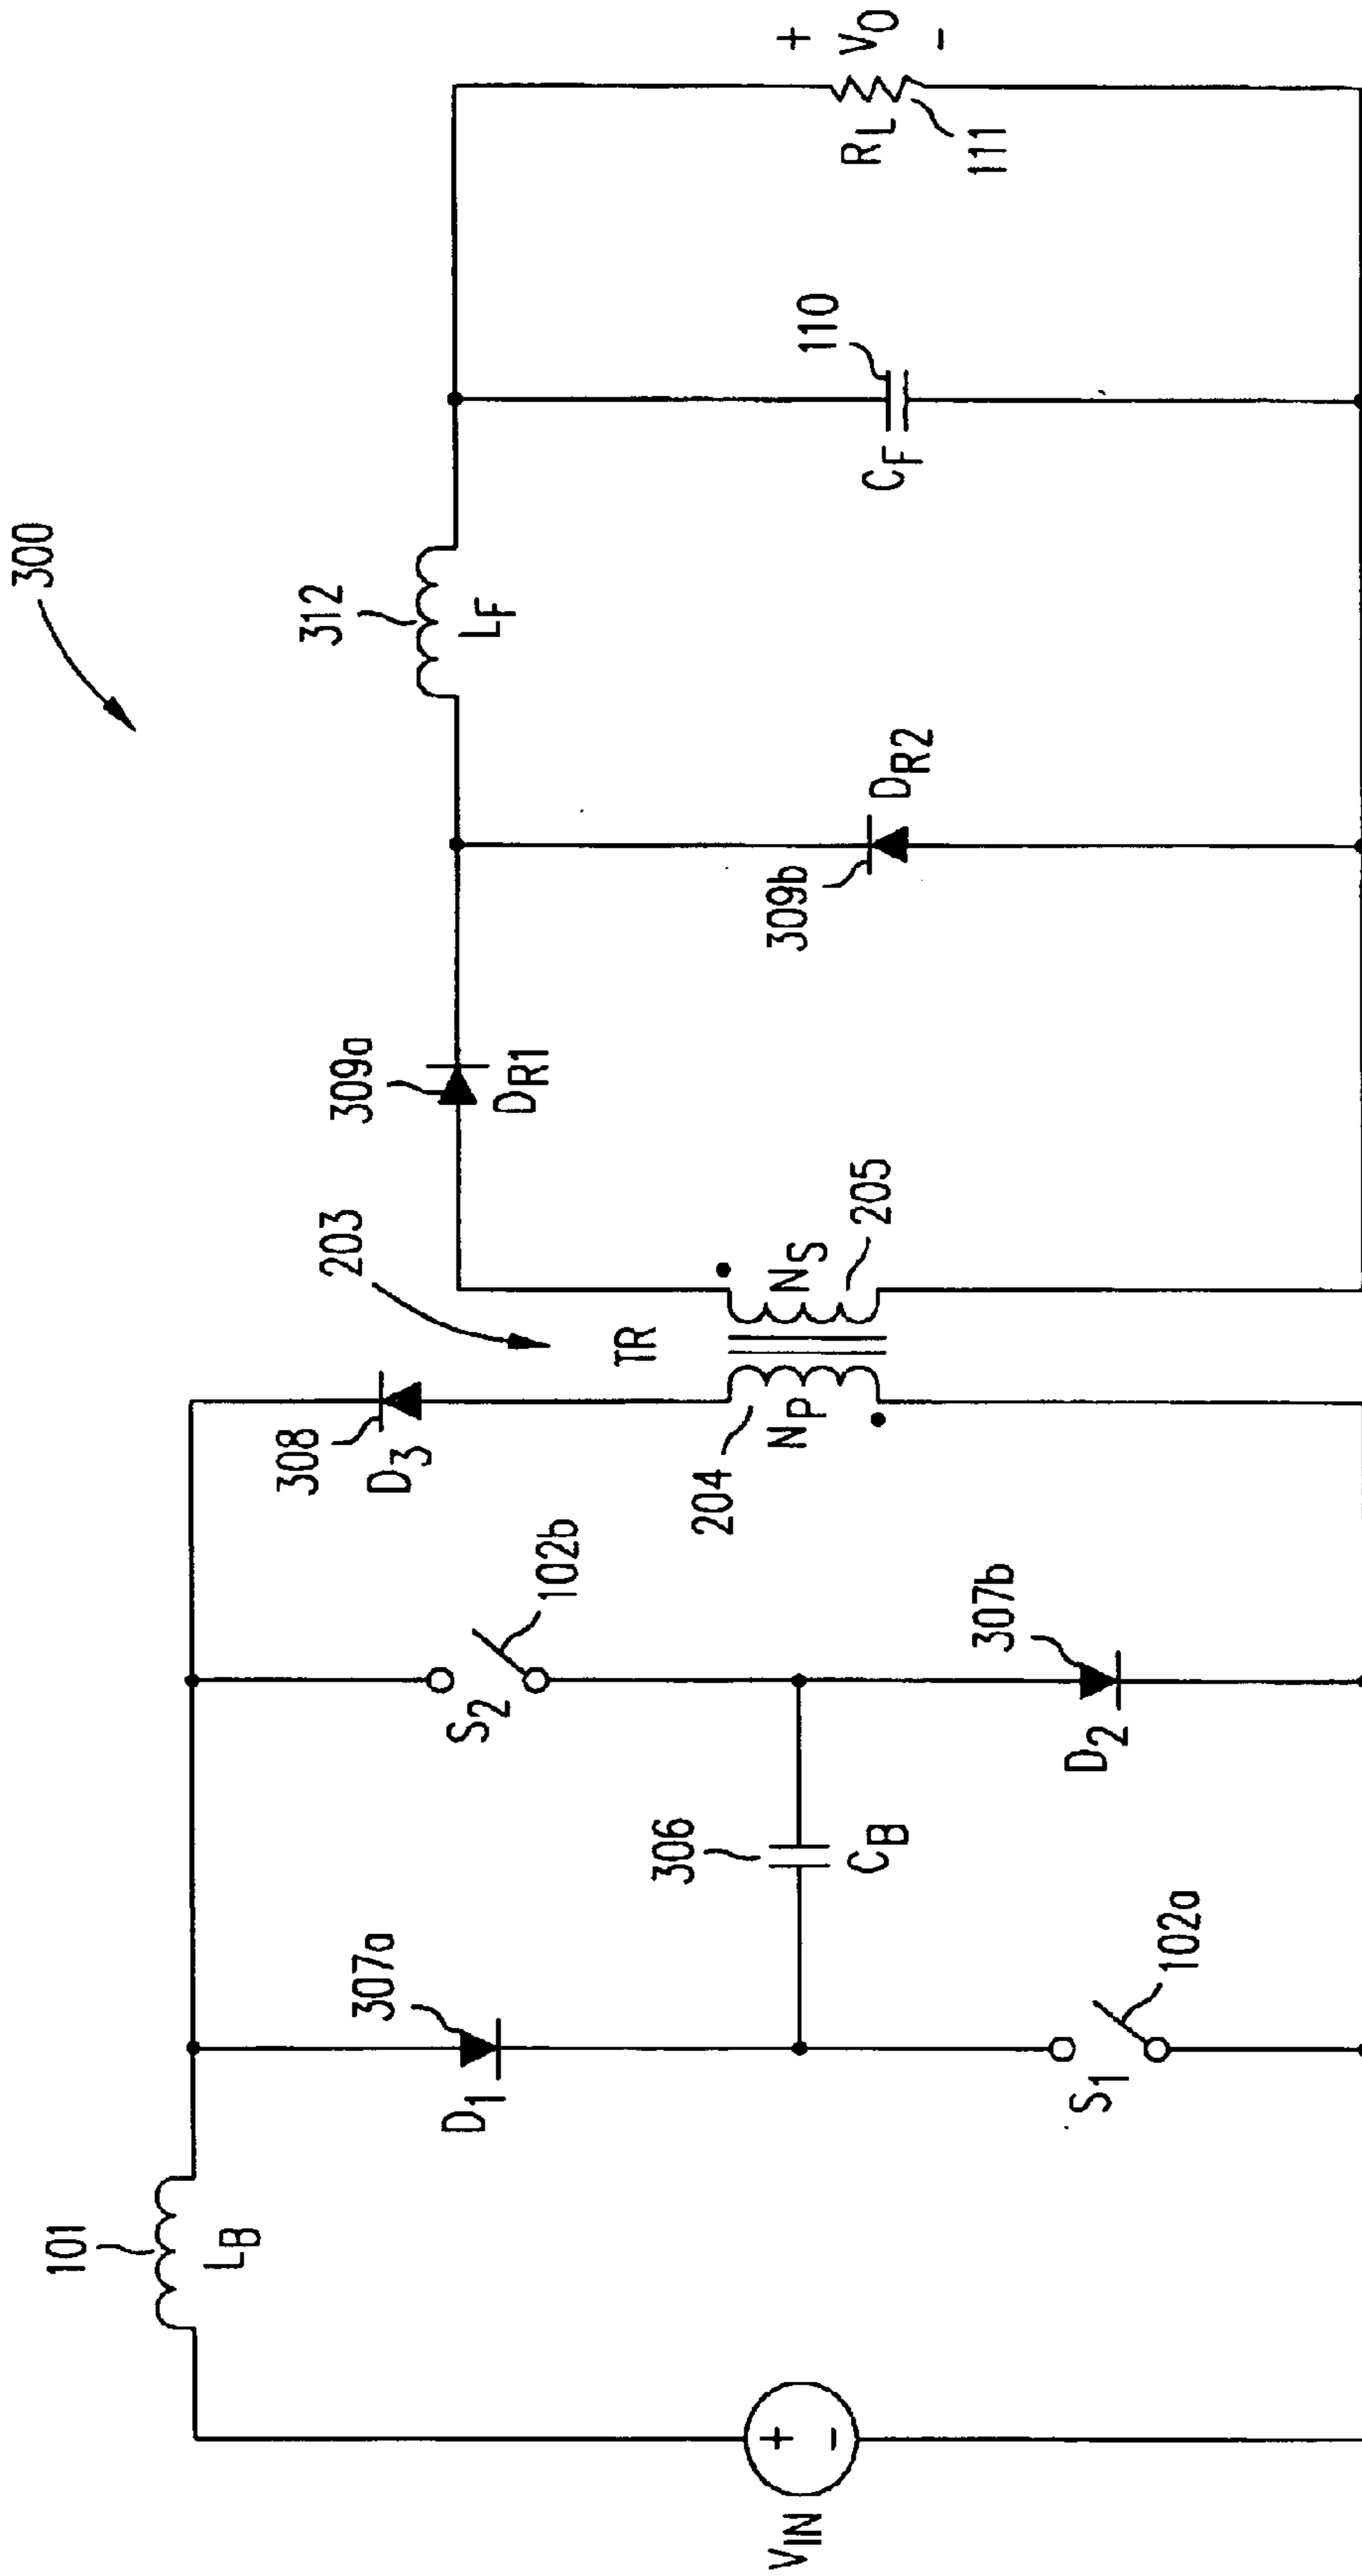 300
101
L_B
307a
D_1
306
C_B
S_1
102a
S_2
102b
307b
D_2
308
D_3
203
TR
204
N_P
N_S
205
309a
D_R1
309b
D_R2
312
L_F
110
C_F
R_L
111
+
V_O
-
V_IN
+
-